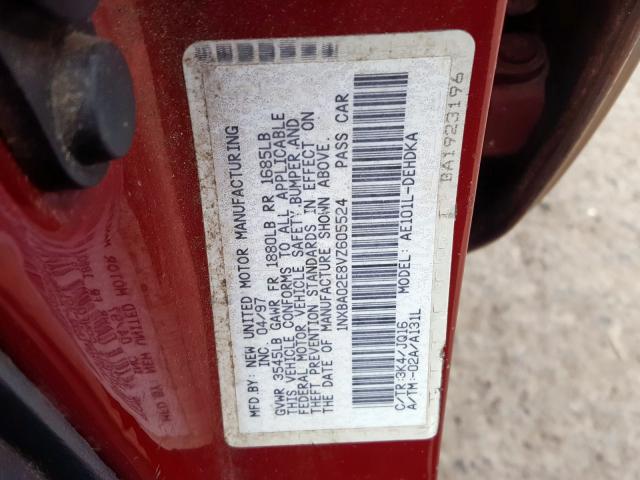 MFD.BY: NEW UNITED MOTOR MANUFACTURING
INC. 04/97
GVWR 3545LB GAWR FR 1880LB RR 1685LB
THIS VEHICLE CONFORMS TO ALL APPLICABLE
FEDERAL MOTOR VEHICLE SAFETY,BUMPER,AND
THEFT PREVENTION STANDARDS IN EFFECT ON
THE DATE OF MANUFACTURE SHOWN ABOVE.
1NXBA02E8VZ605524 PASS CAR
MODEL: AE101L-DEHDKA
C/TR:3K4/JQ16
A/TM:-02A/A131L
BA1923196